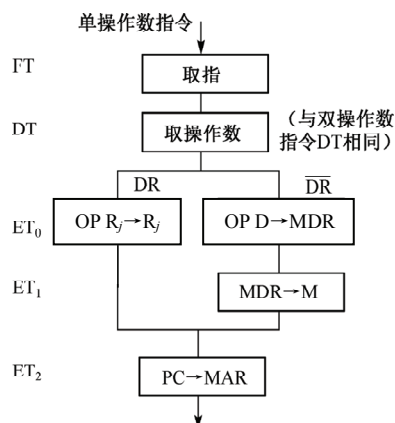 单操作数指令
FT
取指
DT
取操作数
（与双操作数
指令DT相同）
DR
D̅R̅
ET₀
OP Rⱼ→Rⱼ
OP D→MDR
ET₁
MDR→M
ET₂
PC→MAR